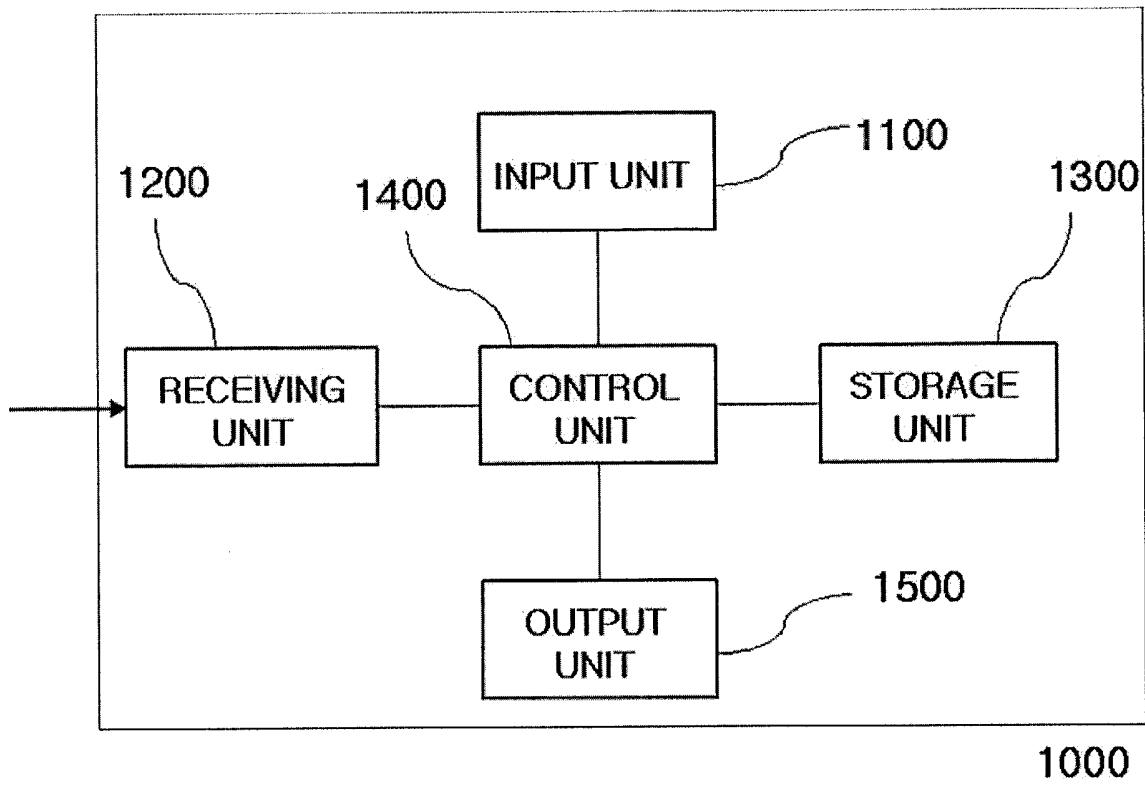 1100
INPUT UNIT
1200
1400
1300
RECEIVING
UNIT
CONTROL
UNIT
STORAGE
UNIT
1500
OUTPUT
UNIT
1000